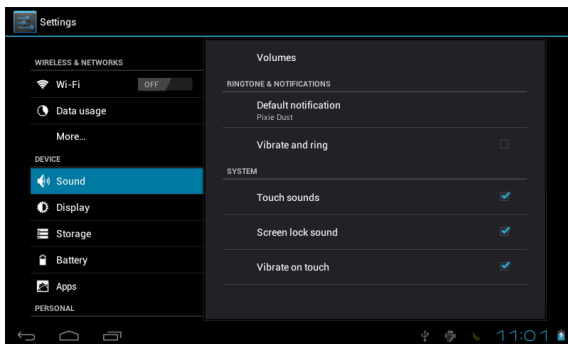 Settings
WIRELESS & NETWORKS
Wi-Fi OFF
Data usage
More...
DEVICE
Sound
Display
Storage
Battery
Apps
PERSONAL
Volumes
RINGTONE & NOTIFICATIONS
Default notification
Pixie Dust
Vibrate and ring
SYSTEM
Touch sounds
Screen lock sound
Vibrate on touch
11:01